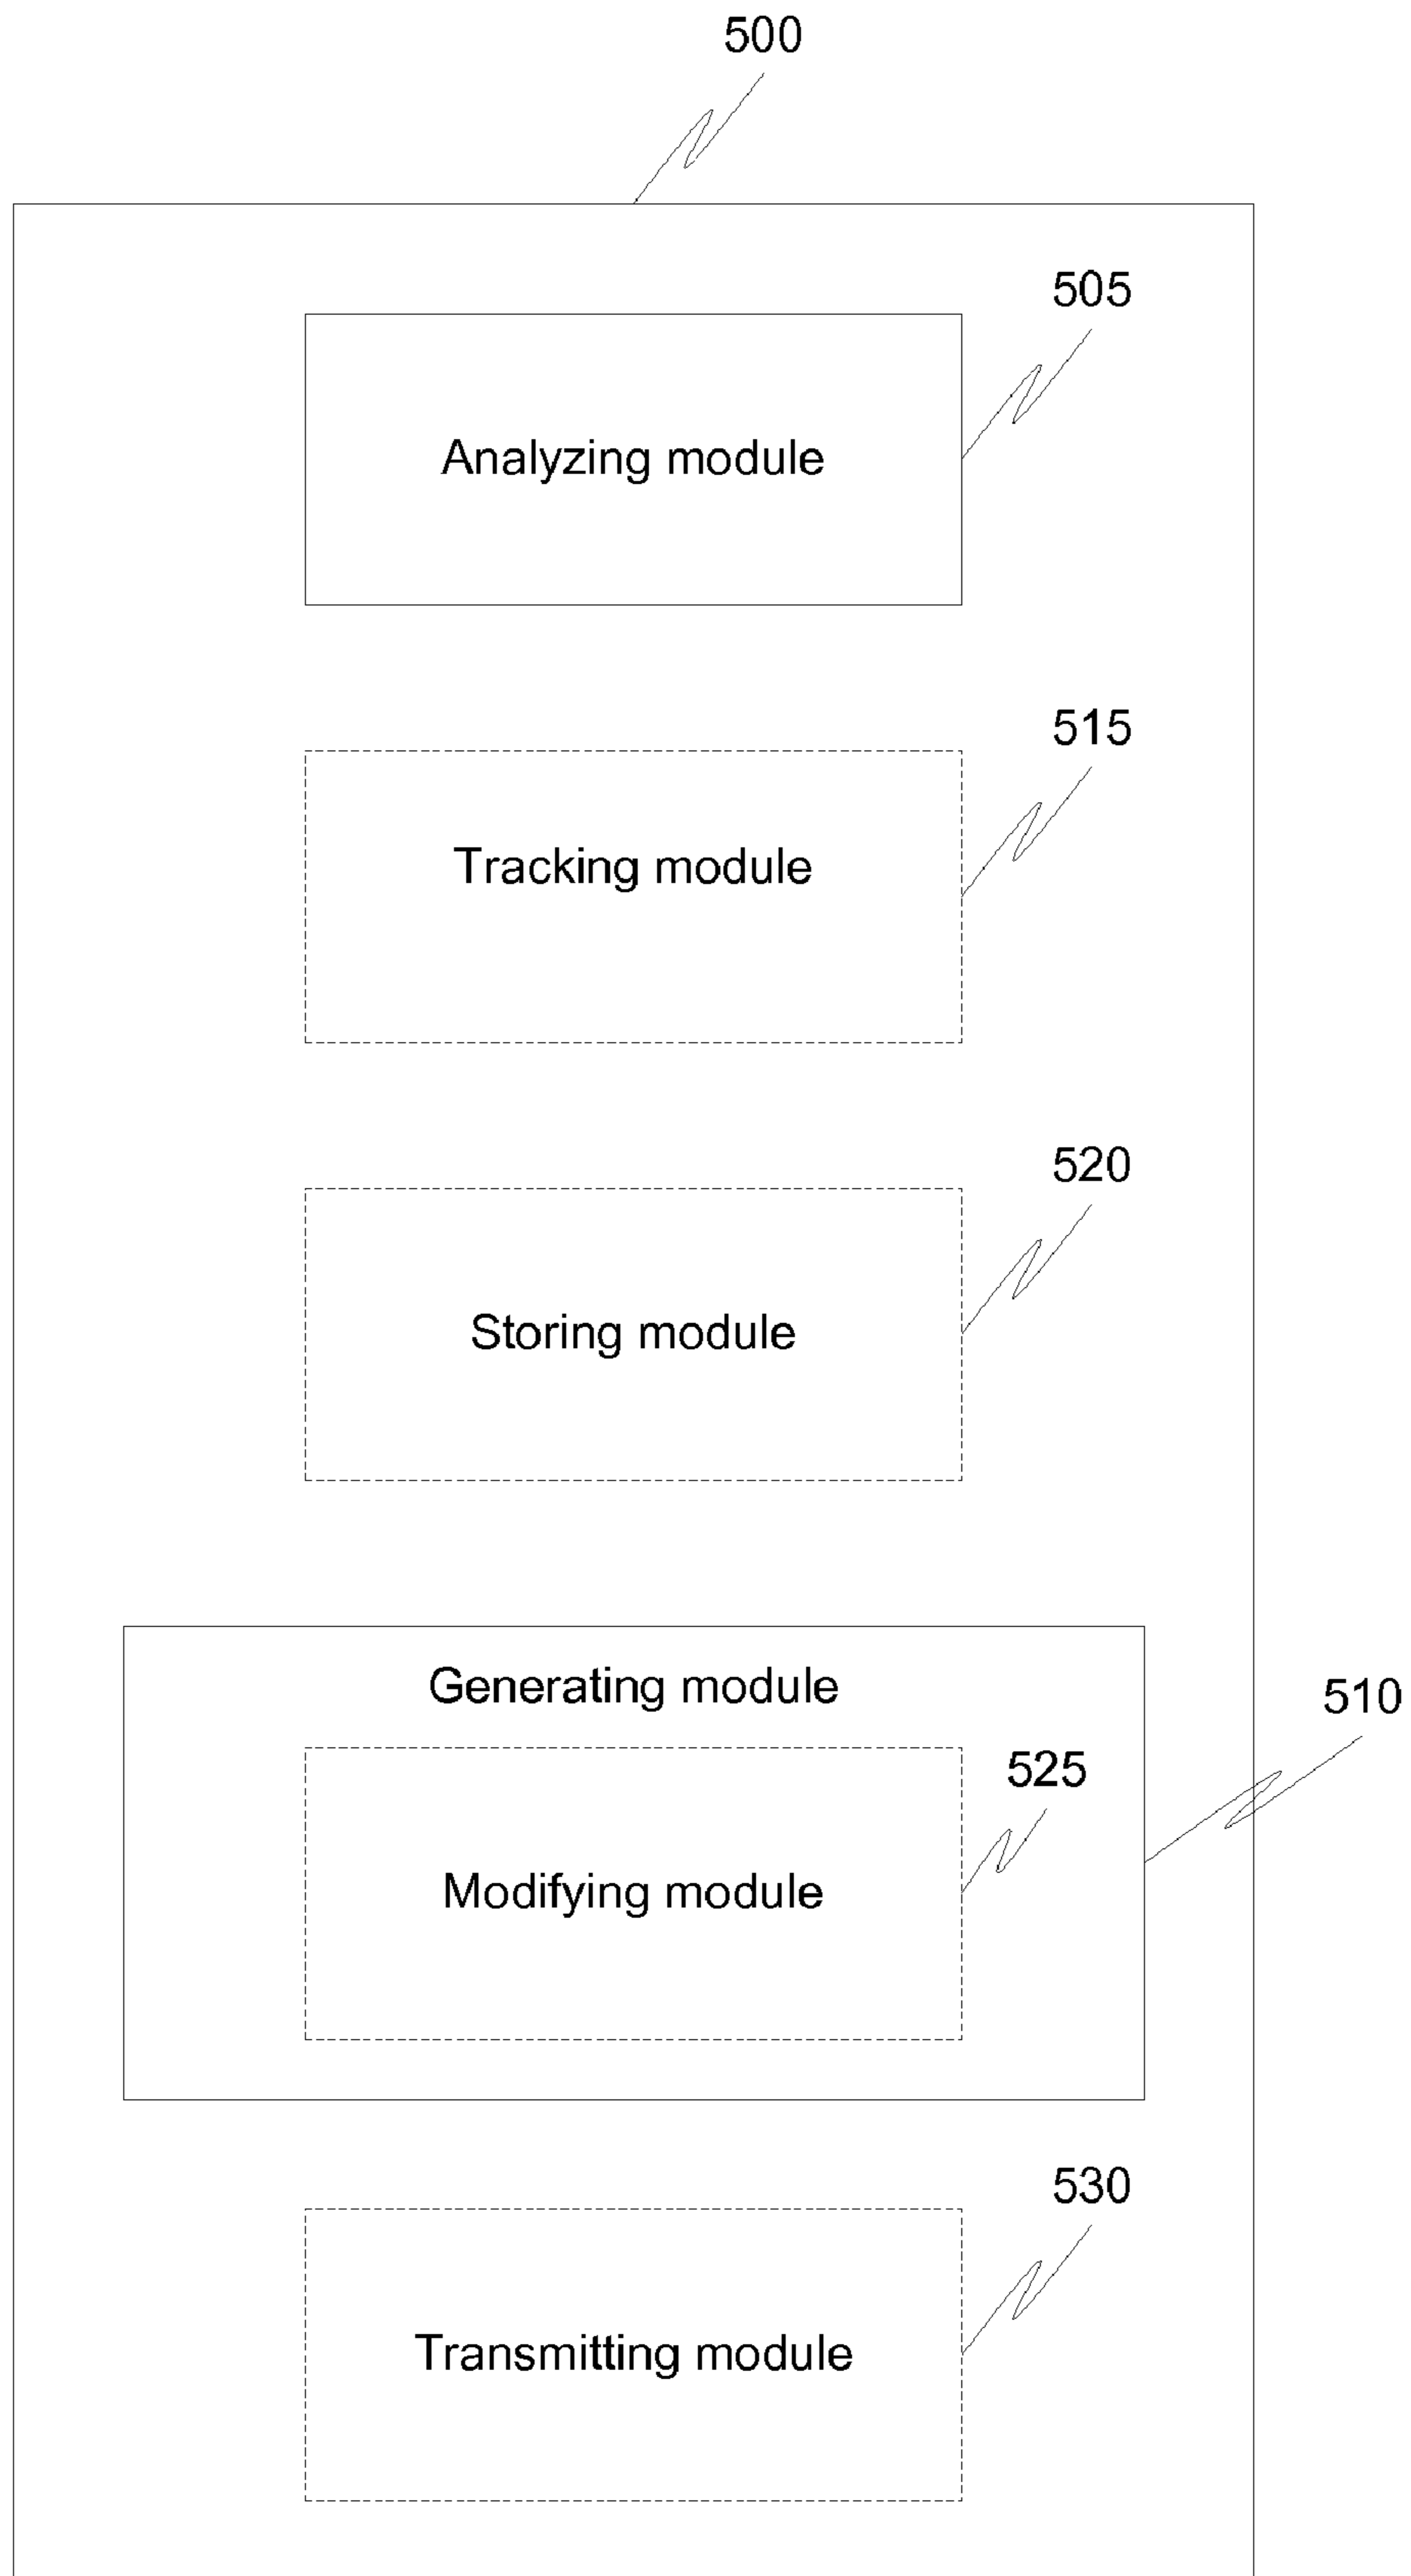 500
505
Analyzing module
515
Tracking module
520
Storing module
Generating module
510
525
Modifying module
530
Transmitting module